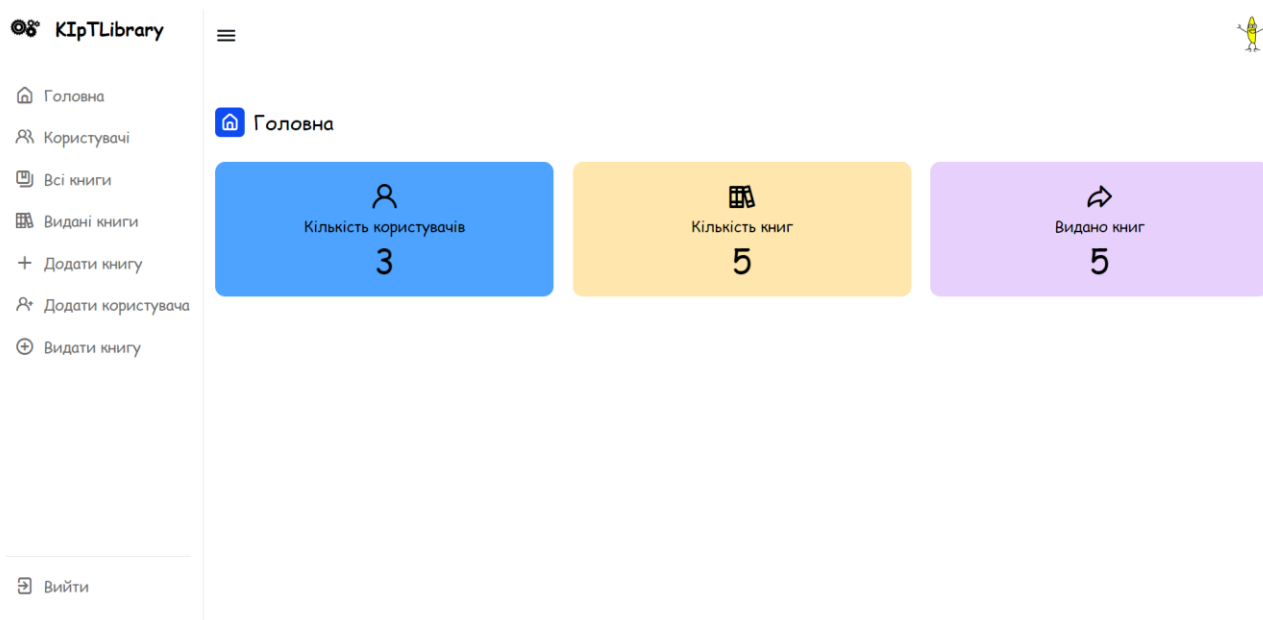 KIpTLibrary
Головна
Користувачі
Всі книги
Видані книги
Додати книгу
Додати користувача
Видати книгу
Вийти
Головна
Кількість користувачів
3
Кількість книг
5
Видано книг
5